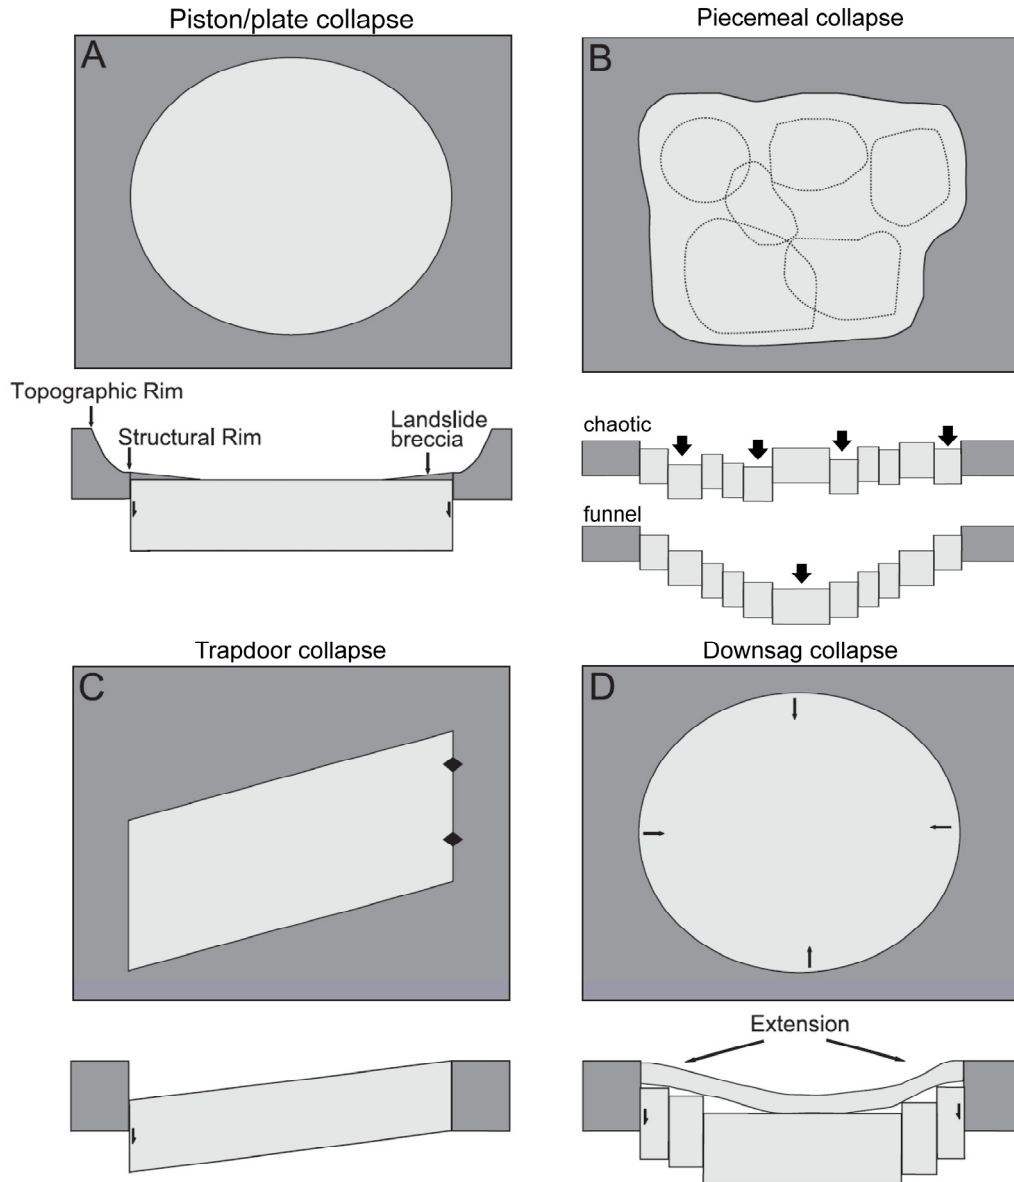 Piston/plate collapse
A
Topographic Rim
Structural Rim
Landslide
breccia
Piecemeal collapse
B
chaotic
funnel
Trapdoor collapse
C
Downsag collapse
D
Extension